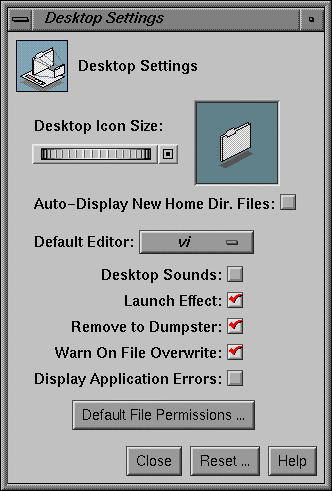 Desktop Settings
Desktop Settings
Desktop Icon Size:
Auto-Display New Home Dir. Files:
Default Editor: vi
Desktop Sounds:
Launch Effect:
Remove to Dumpster:
Warn On File Overwrite:
Display Application Errors:
Default File Permissions ...
Close Reset ... Help